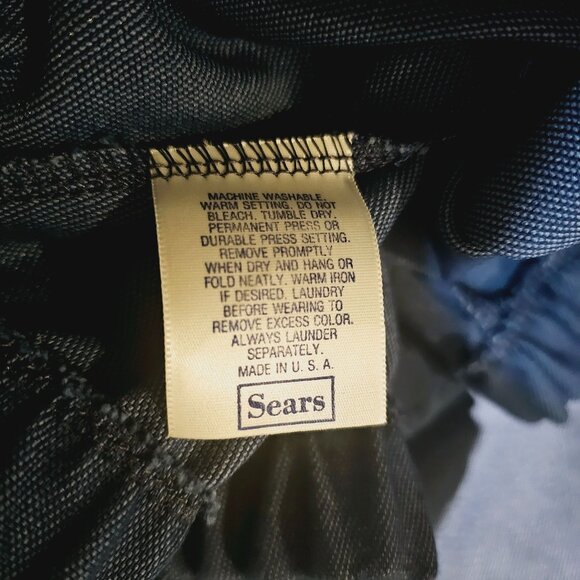 MACHINE WASHABLE.
WARM SETTING. DO NOT
BLEACH. TUMBLE DRY.
PERMANENT PRESS OR
DURABLE PRESS SETTING.
REMOVE PROMPTLY
WHEN DRY AND HANG OR
FOLD NEATLY. WARM IRON
IF DESIRED. LAUNDRY
BEFORE WEARING TO
REMOVE EXCESS COLOR.
ALWAYS LAUNDER
SEPARATELY.
MADE IN U. S. A.
Sears